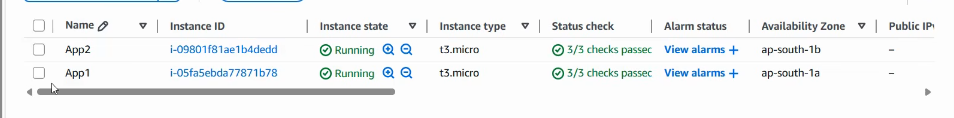 Name Instance ID Instance state Instance type Status check Alarm status Availability Zone Public IPv
App2 i-09801f81ae1b4dedd Running t3.micro 3/3 checks passec View alarms + ap-south-1b –
App1 i-05fa5ebda77871b78 Running t3.micro 3/3 checks passec View alarms + ap-south-1a –